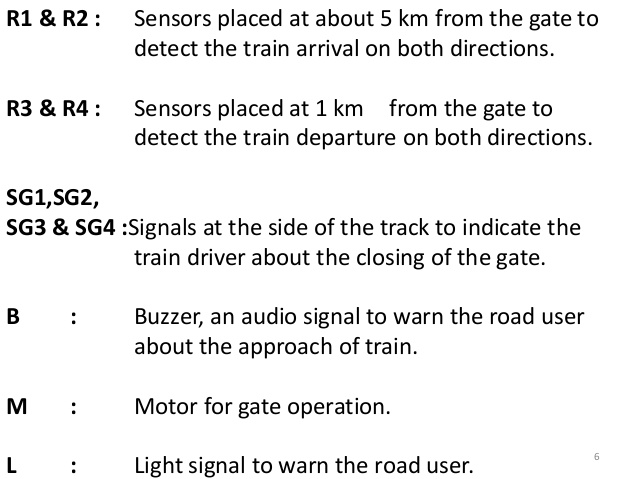 R1 & R2 : Sensors placed at about 5 km from the gate to
detect the train arrival on both directions.
R3 & R4 : Sensors placed at 1 km from the gate to
detect the train departure on both directions.
SG1,SG2,
SG3 & SG4 :Signals at the side of the track to indicate the
train driver about the closing of the gate.
B : Buzzer, an audio signal to warn the road user
about the approach of train.
M : Motor for gate operation.
L : Light signal to warn the road user.
6